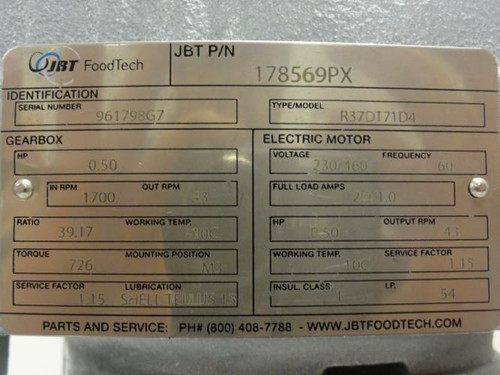 JBT FoodTech
JBT P/N
178569PX
IDENTIFICATION
SERIAL NUMBER
961798G7
TYPE/MODEL
R37DT71D4
GEARBOX
HP
0.50
IN RPM OUT RPM
1700
RATIO WORKING TEMP.
39.17
TORQUE MOUNTING POSITION
726
SERVICE FACTOR LUBRICATION
1.15 SHELL
ELECTRIC MOTOR
VOLTAGE FREQUENCY
230/460 60
FULL LOAD AMPS
HP OUTPUT RPM
0.50 43
WORKING TEMP. SERVICE FACTOR
1.15
INSUL. CLASS I.P.
54
PARTS AND SERVICE: PH# (800) 408-7788 - WWW.JBTFOODTECH.COM